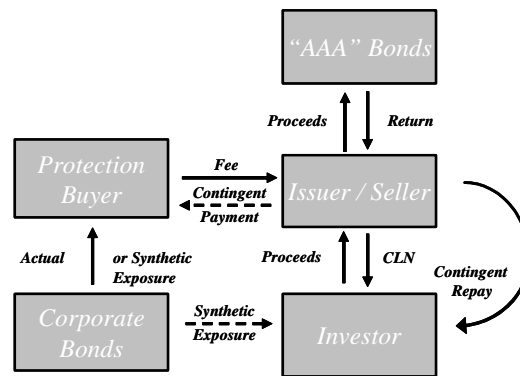 “AAA” Bonds
Proceeds
Return
Protection
Buyer
Fee
Contingent
Payment
Issuer / Seller
Actual
or Synthetic
Exposure
Proceeds
CLN
Contingent
Repay
Corporate
Bonds
Synthetic
Exposure
Investor